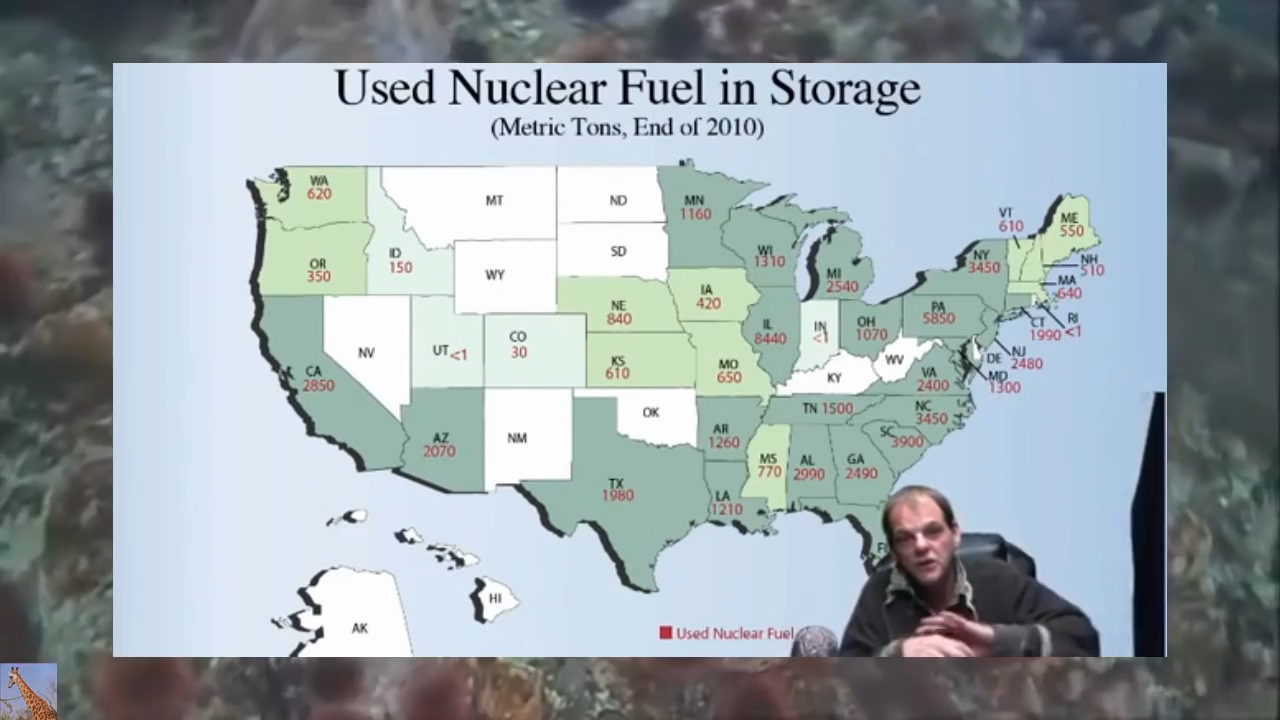 Used Nuclear Fuel in Storage
(Metric Tons, End of 2010)
WA
620
MT
ND
MN
1160
VT
610
ME
550
OR
350
ID
150
WY
SD
WI
1310
MI
2540
NY
3450
NH
510
MA
640
NE
840
IA
420
PA
5850
RI
<1
CT
1990
NV
UT <1
CO
30
IL
8440
IN
<1
OH
1070
NJ
2480
DE
MD
1300
CA
2850
KS
610
MO
650
KY
WV
VA
2400
AZ
2070
NM
OK
AR
1260
TN 1500
NC
3450
SC
3900
MS
770
AL
2990
GA
2490
TX
1980
LA
1210
HI
AK
Used Nuclear Fuel